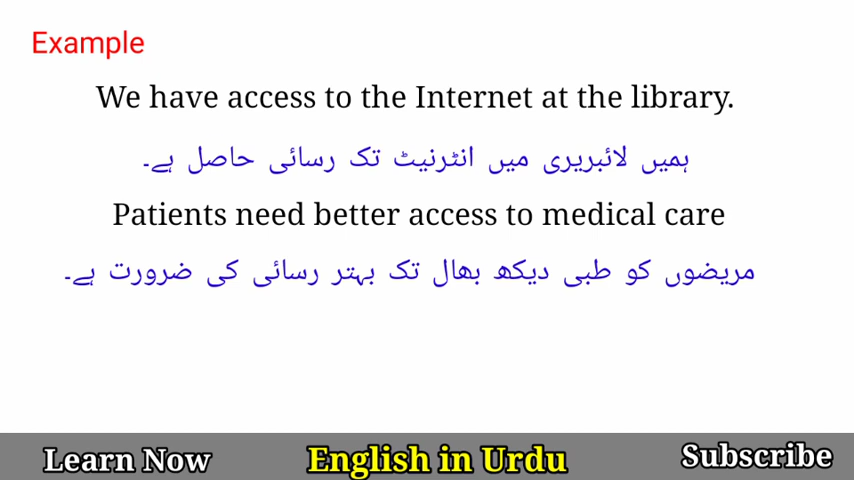 Example
We have access to the Internet at the library.
ہمیں لائبریری میں انٹرنیٹ تک رسائی حاصل ہے۔
Patients need better access to medical care
مریضوں کو طبی دیکھ بھال تک بہتر رسائی کی ضرورت ہے۔
Learn Now English in Urdu Subscribe